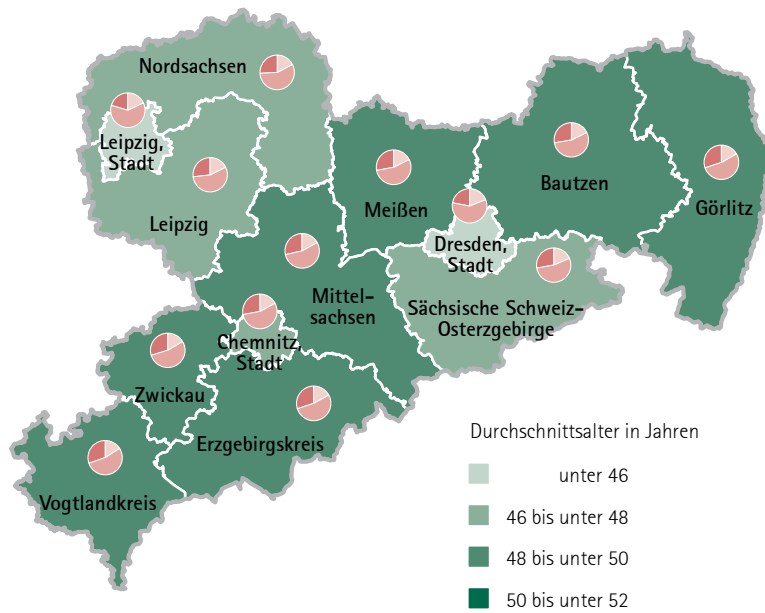 Nordsachsen
Leipzig,
Stadt
Leipzig
Meißen
Bautzen
Görlitz
Dresden,
Stadt
Mittel-
sachsen
Sächsische Schweiz-
Osterzgebirge
Chemnitz,
Stadt
Zwickau
Erzgebirgskreis
Vogtlandkreis
Durchschnittsalter in Jahren
unter 46
46 bis unter 48
48 bis unter 50
50 bis unter 52